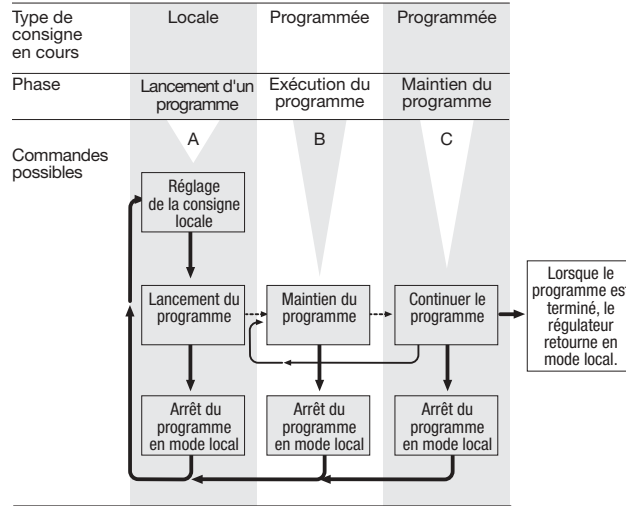 Type de
consigne
en cours
Locale
Programmée
Programmée
Phase
Lancement d'un
programme
Exécution du
programme
Maintien du
programme
Commandes
possibles
A
B
C
Réglage
de la consigne
locale
Lancement du
programme
Maintien du
programme
Continuer le
programme
Lorsque le
programme est
terminé, le
régulateur
retourne en
mode local.
Arrêt du
programme
en mode local
Arrêt du
programme
en mode local
Arrêt du
programme
en mode local